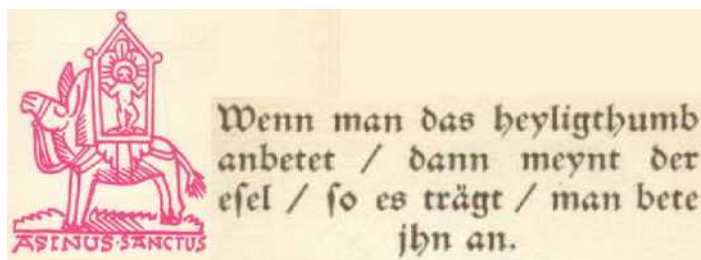 ASINUS·SANCTUS
Wenn man das heyligthumb
anbetet / dann meynt der
esel / so es trägt / man bete
jhn an.